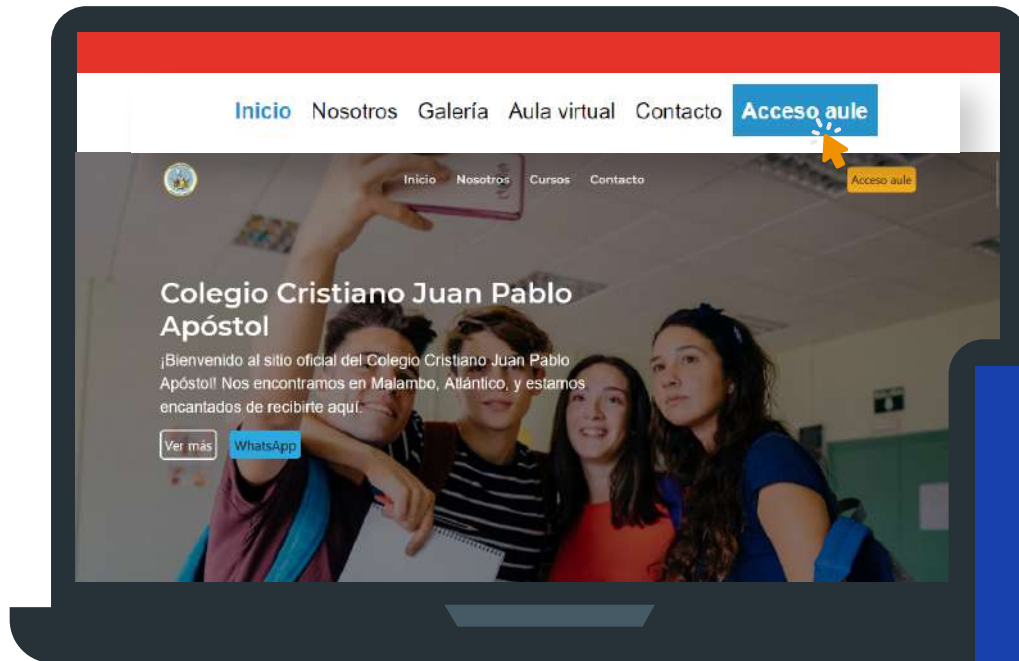 Inicio Nosotros Galería Aula virtual Contacto Acceso aule
Inicio Nosotros Cursos Contacto Acceso aule
Colegio Cristiano Juan Pablo
Apóstol
¡Bienvenido al sitio oficial del Colegio Cristiano Juan Pablo
Apóstol! Nos encontramos en Malambo, Atlántico, y estamos
encantados de recibirte aquí.
Ver más WhatsApp